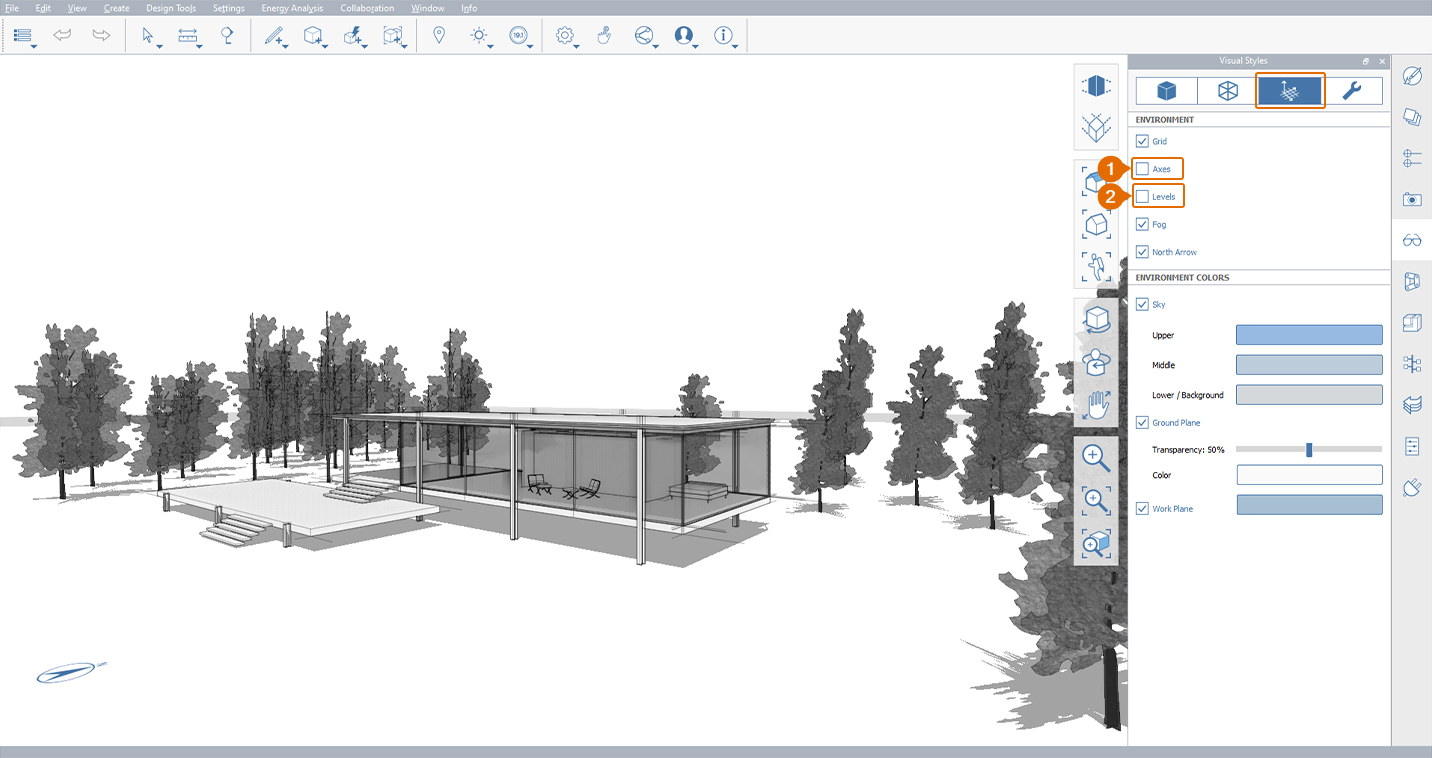 File Edit View Create Design Tools Settings Energy Analysis Collaboration Window Info
Visual Styles
ENVIRONMENT
Grid
1 Axes
2 Levels
Fog
North Arrow
ENVIRONMENT COLORS
Sky
Upper
Middle
Lower / Background
Ground Plane
Transparency: 50%
Color
Work Plane